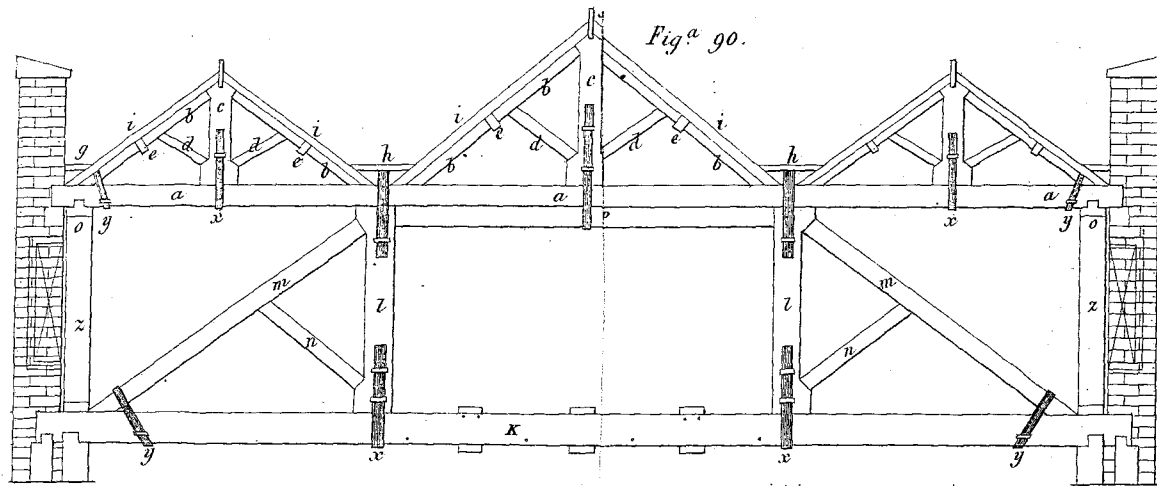 Fig.ª 90.
c
i b b i
c
i b d d i
e e
b b
g e d d e b h b h
a a a
y x x y
o p o
m l l m
z n n z
y K y
x x